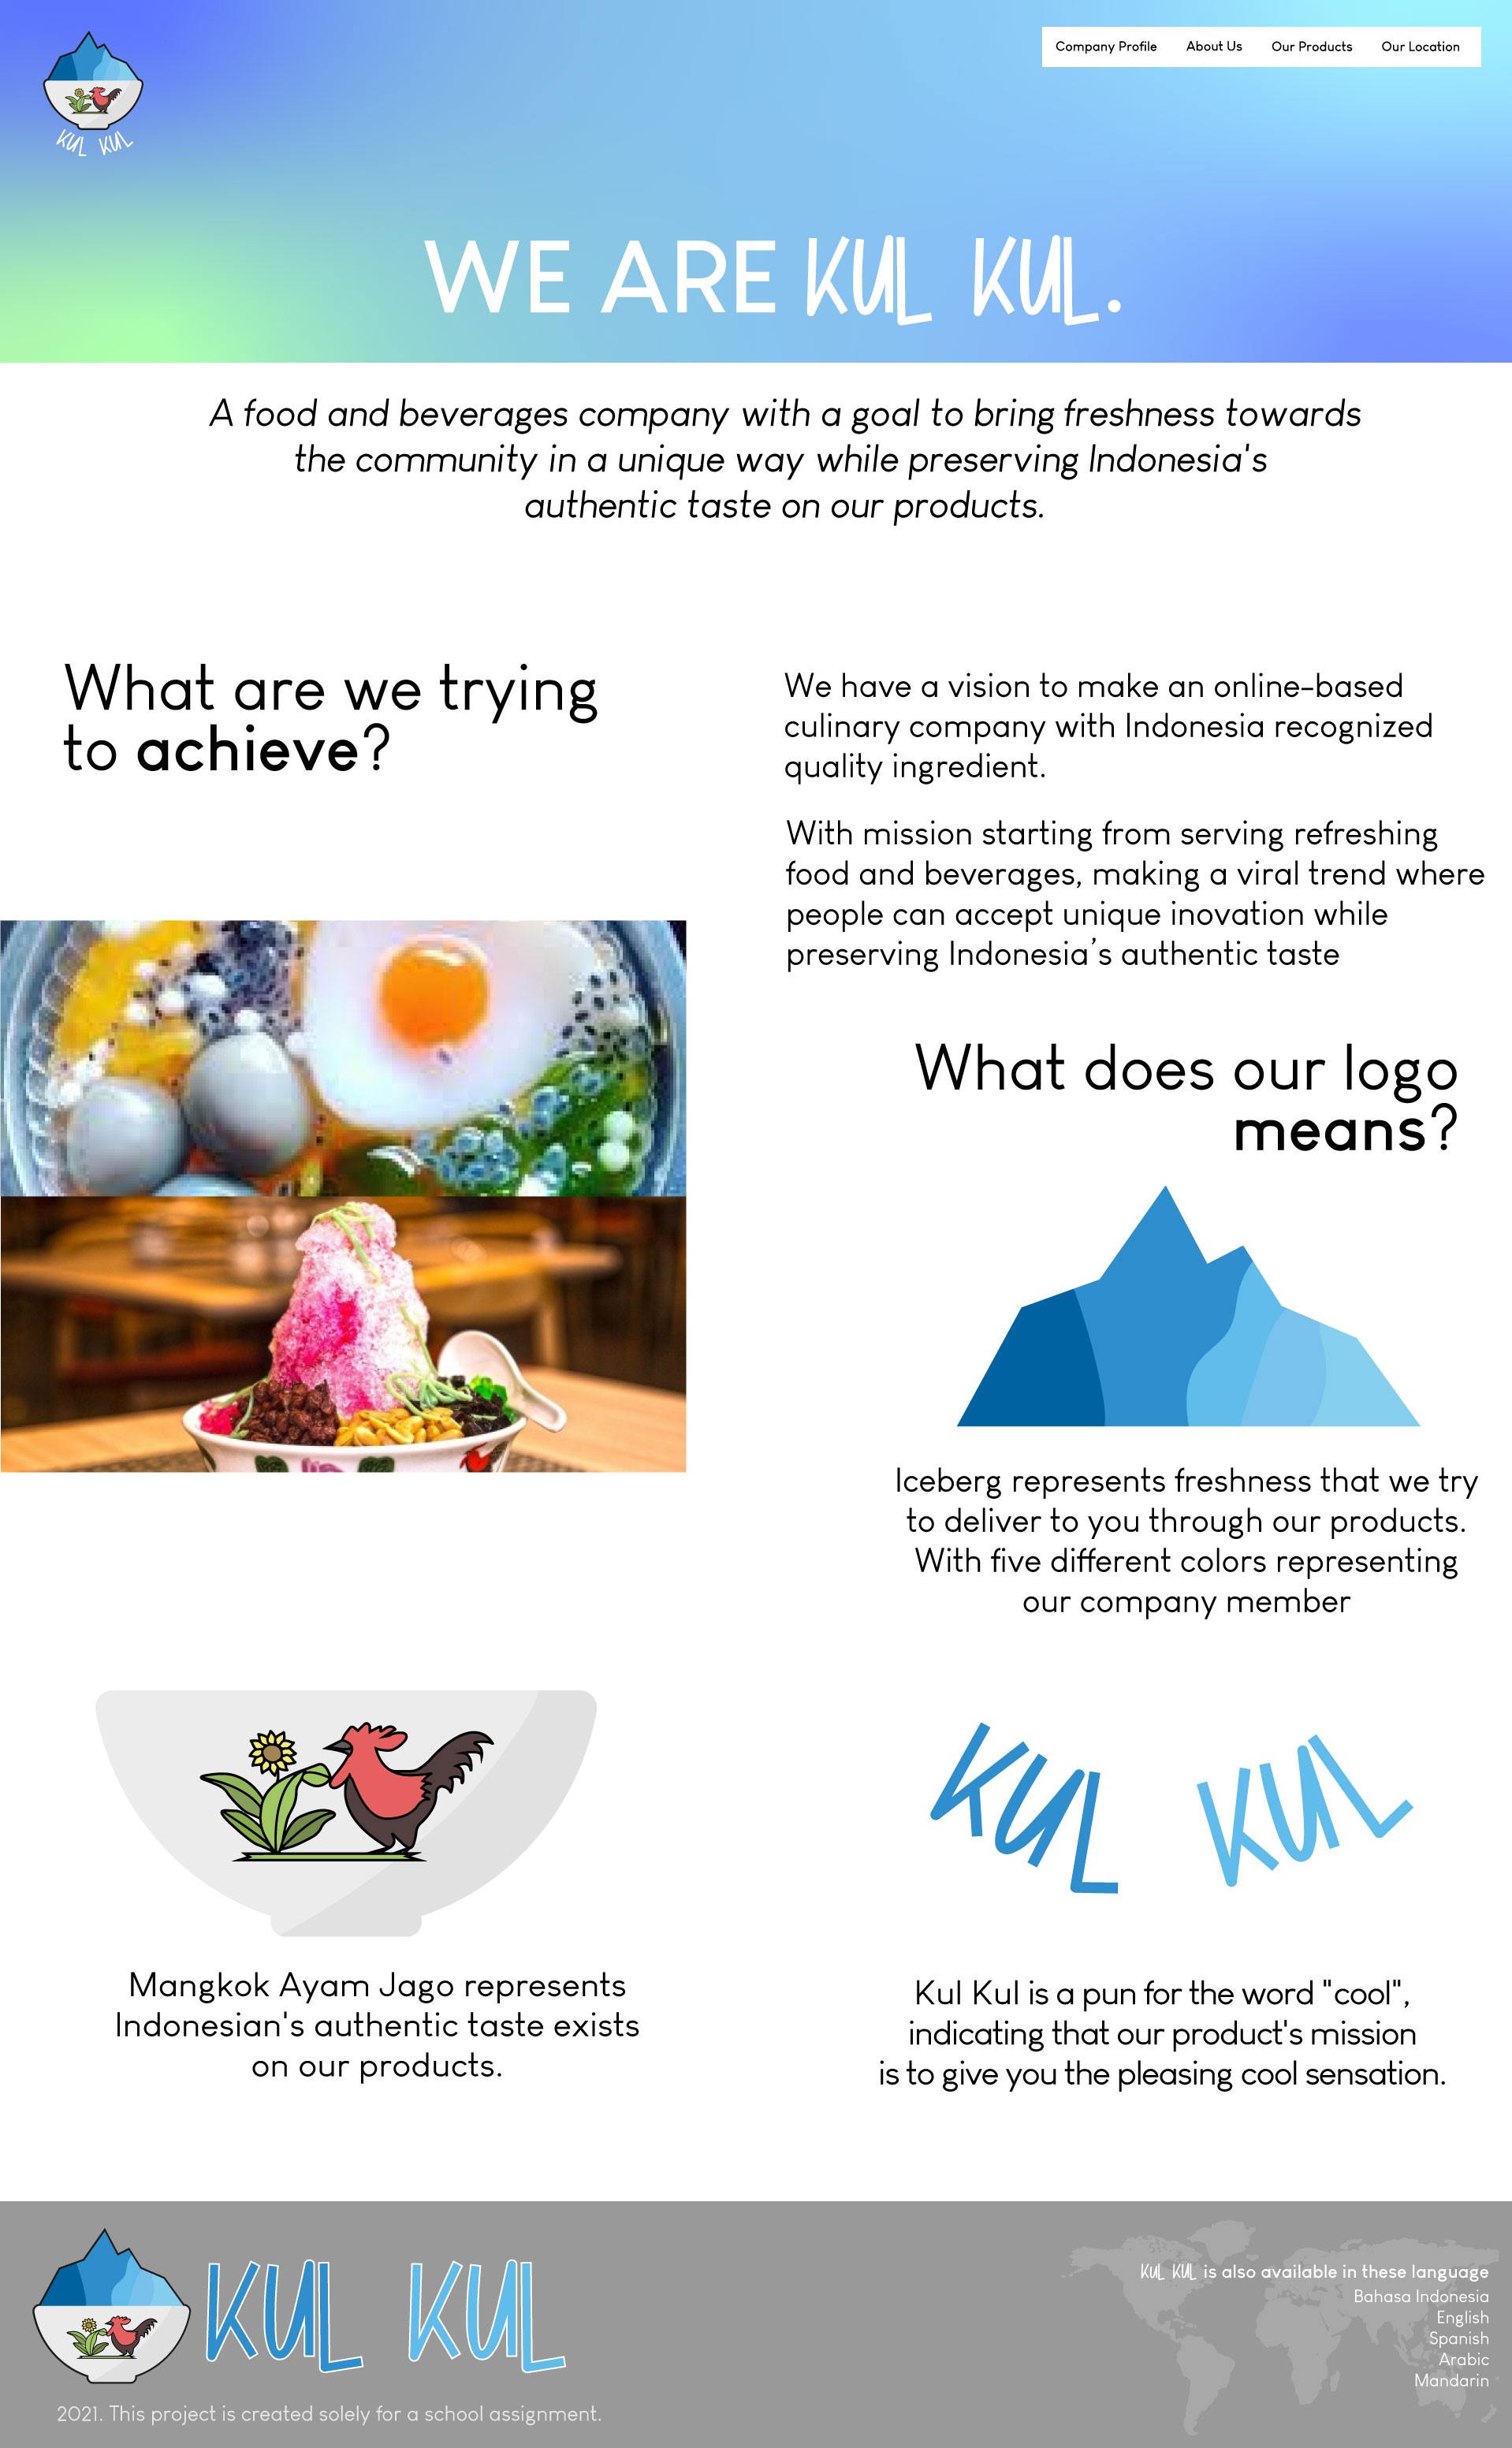 KUL KUL
Company Profile
About Us
Our Products
Our Location
WE ARE KUL KUL.
A food and beverages company with a goal to bring freshness towards
the community in a unique way while preserving Indonesia's
authentic taste on our products.
What are we trying
to achieve?
We have a vision to make an online-based
culinary company with Indonesia recognized
quality ingredient.
With mission starting from serving refreshing
food and beverages, making a viral trend where
people can accept unique inovation while
preserving Indonesia’s authentic taste
What does our logo
means?
Iceberg represents freshness that we try
to deliver to you through our products.
With five different colors representing
our company member
KUL KUL
Mangkok Ayam Jago represents
Indonesian's authentic taste exists
on our products.
Kul Kul is a pun for the word "cool",
indicating that our product's mission
is to give you the pleasing cool sensation.
KUL KUL
2021. This project is created solely for a school assignment.
KUL KUL is also available in these language
Bahasa Indonesia
English
Spanish
Arabic
Mandarin